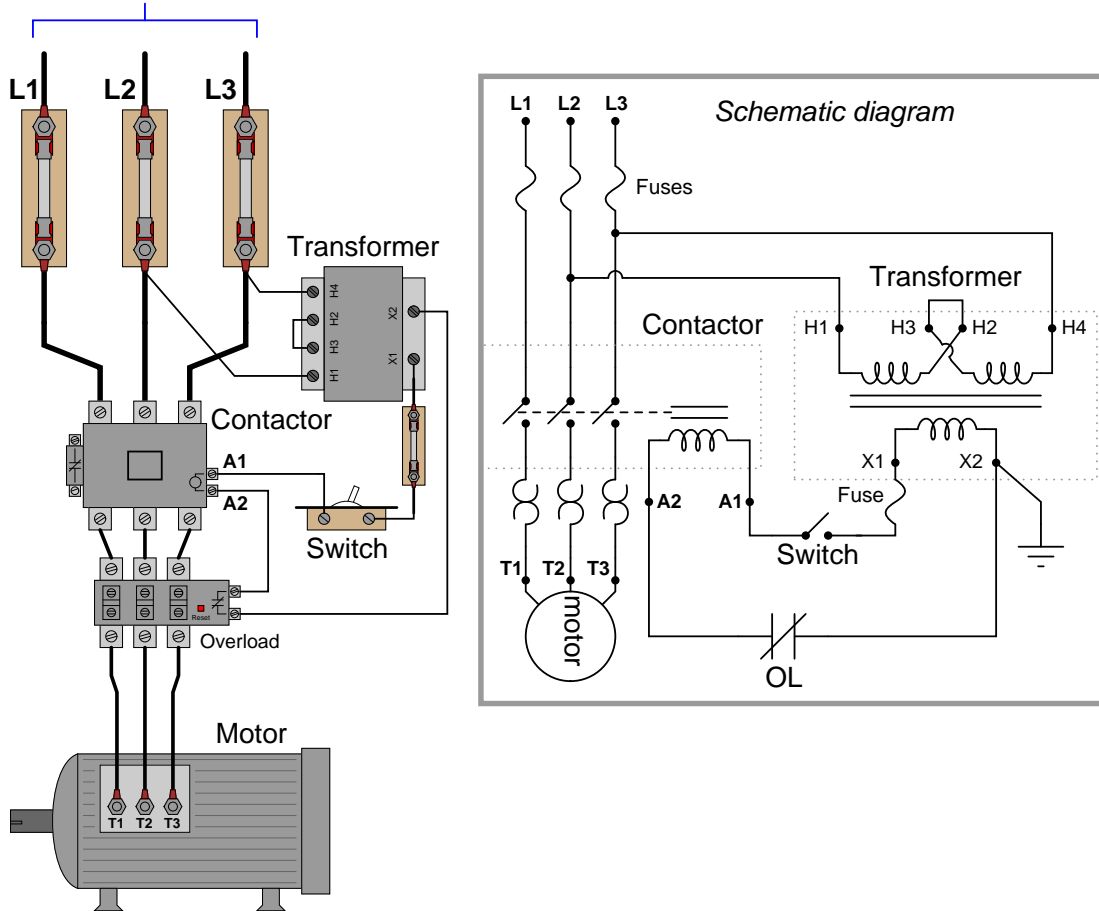 L1 L2 L3
Transformer
H4
H2
H3
H1
X2
X1
Contactor
A1
A2
Switch
Reset
Overload
Motor
T1 T2 T3
Schematic diagram
L1 L2 L3
Fuses
Transformer
H1 H3 H2 H4
Contactor
X1 X2
Fuse
A2 A1
Switch
T1 T2 T3
motor
OL